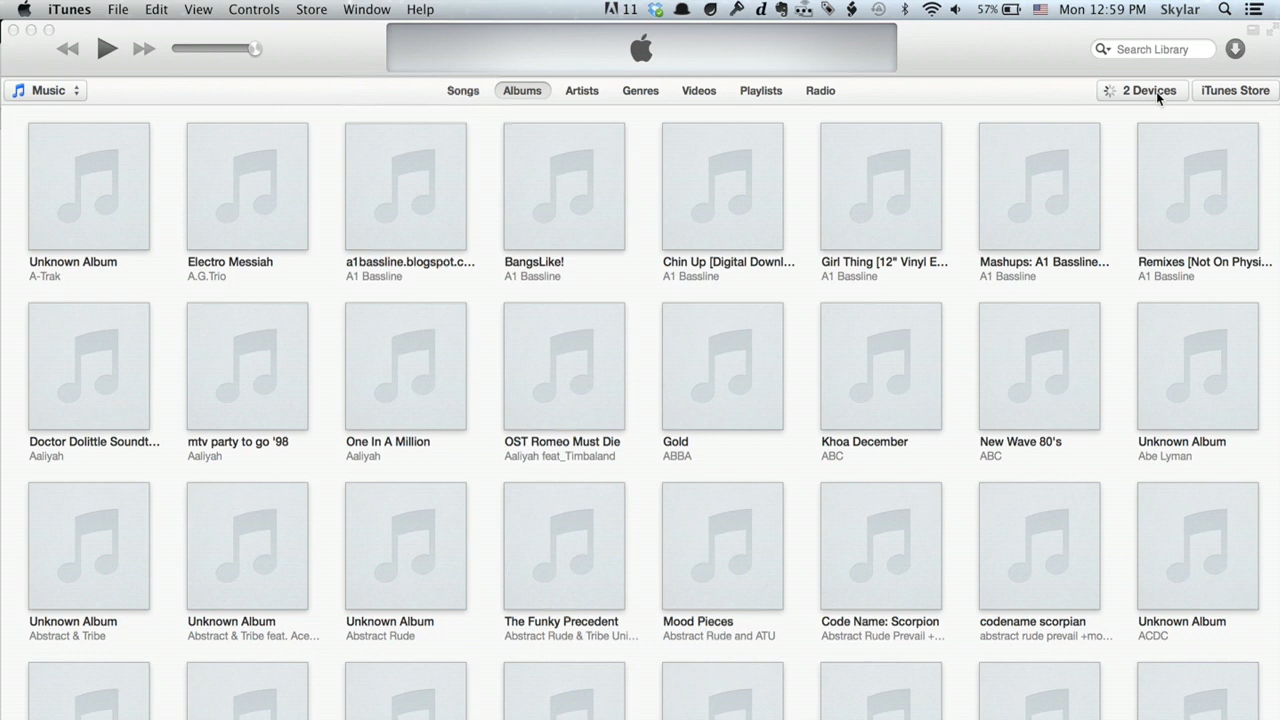 iTunes File Edit View Controls Store Window Help 11 57% Mon 12:59 PM Skylar
Search Library
Music Songs Albums Artists Genres Videos Playlists Radio 2 Devices iTunes Store
Unknown Album Electro Messiah a1bassline.blogspot.c... BangsLike! Chin Up [Digital Downl... Girl Thing [12" Vinyl E... Mashups: A1 Bassline... Remixes [Not On Physi...
A-Trak A.G.Trio A1 Bassline A1 Bassline A1 Bassline A1 Bassline A1 Bassline A1 Bassline
Doctor Dolittle Soundt... mtv party to go '98 One In A Million OST Romeo Must Die Gold Khoa December New Wave 80's Unknown Album
Aaliyah Aaliyah Aaliyah Aaliyah feat_Timbaland ABBA ABC ABC Abe Lyman
Unknown Album Unknown Album Unknown Album The Funky Precedent Mood Pieces Code Name: Scorpion codename scorpian Unknown Album
Abstract & Tribe Abstract & Tribe feat. Ace... Abstract Rude Abstract Rude & Tribe Uni... Abstract Rude and ATU Abstract Rude Prevail +... abstract rude prevail +mo... ACDC